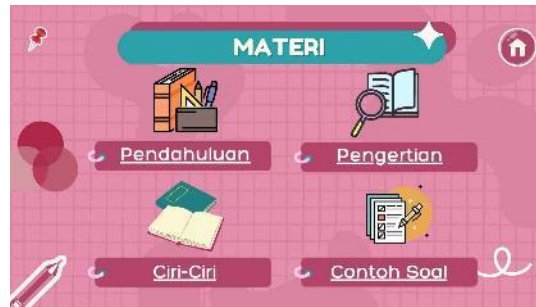 MATERI
Pendahuluan
Pengertian
Ciri-Ciri
Contoh Soal